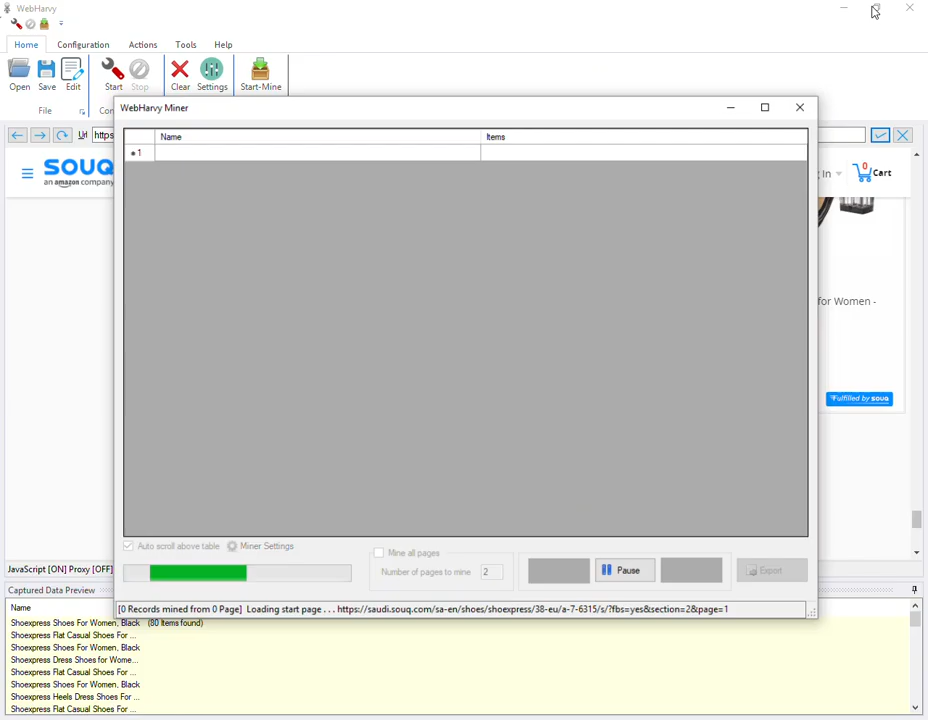 WebHarvy
Home Configuration Actions Tools Help
Open Save Edit Start Stop Clear Settings Start-Mine
File
WebHarvy Miner
Url https
Name Items
1
SOUQ
an amazon company
In
0
Cart
for Women -
Fulfilled by souq
Auto scroll above table Miner Settings
Mine all pages
Number of pages to mine 2
Pause
Export
JavaScript [ON] Proxy [OFF]
[0 Records mined from 0 Page] Loading start page . . . https://saudi.souq.com/sa-en/shoes/shoexpress/38-eu/a-7-6315/s/?fbs=yes&section=2&page=1
Captured Data Preview
Name
Shoexpress Shoes For Women, Black (80 Items found)
Shoexpress Flat Casual Shoes For ...
Shoexpress Shoes For Women, Black
Shoexpress Dress Shoes for Wome...
Shoexpress Flat Casual Shoes For ...
Shoexpress Shoes For Women, Black
Shoexpress Heels Dress Shoes For ...
Shoexpress Flat Casual Shoes For ...